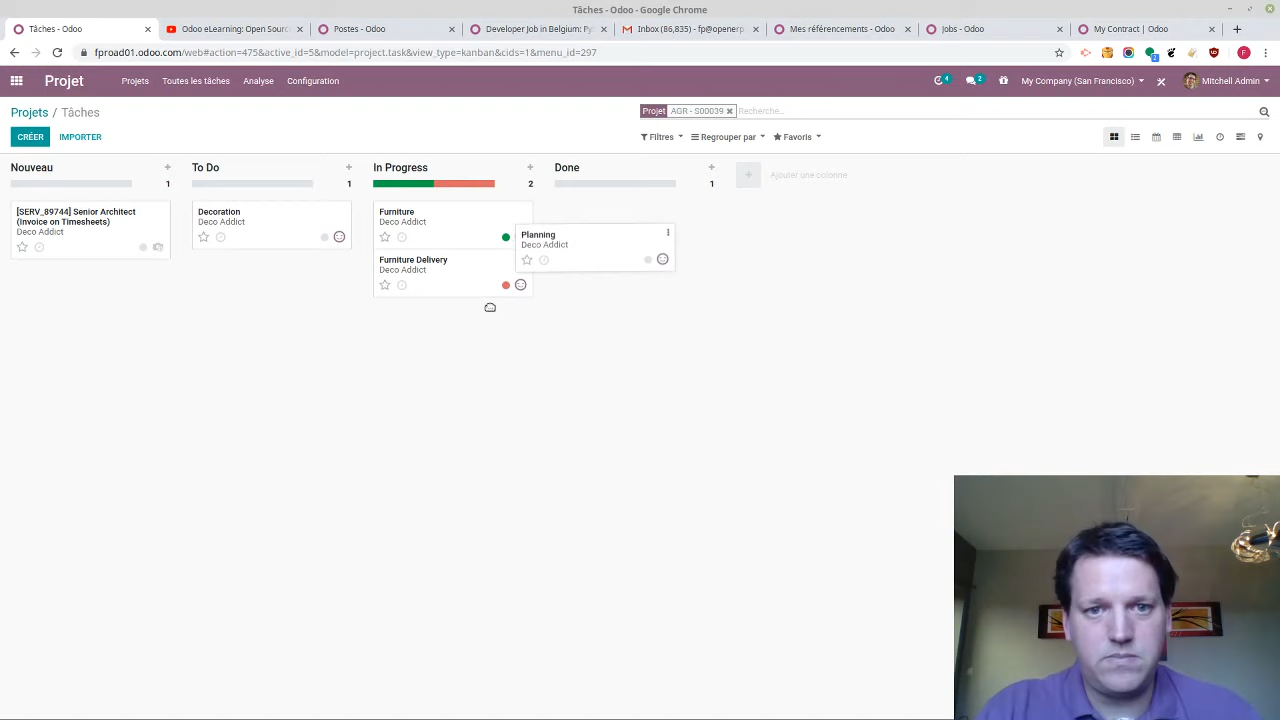 Tâches - Odoo - Google Chrome
Tâches - Odoo
Odoo eLearning: Open Sourc
Postes - Odoo
Developer Job in Belgium: Py
Inbox (86,835) - fp@openerp
Mes référencements - Odoo
Jobs - Odoo
My Contract | Odoo
fproad01.odoo.com/web#action=475&active_id=5&model=project.task&view_type=kanban&cids=1&menu_id=297
2
F
Projet
Projets
Toutes les tâches
Analyse
Configuration
4
2
My Company (San Francisco)
Mitchell Admin
Projets / Tâches
Projet AGR - S00039 Recherche...
CRÉER
IMPORTER
Filtres
Regrouper par
Favoris
Nouveau
1
To Do
1
In Progress
2
Done
1
Ajouter une colonne
[SERV_89744] Senior Architect
(Invoice on Timesheets)
Deco Addict
Decoration
Deco Addict
Furniture
Deco Addict
Furniture Delivery
Deco Addict
Planning
Deco Addict